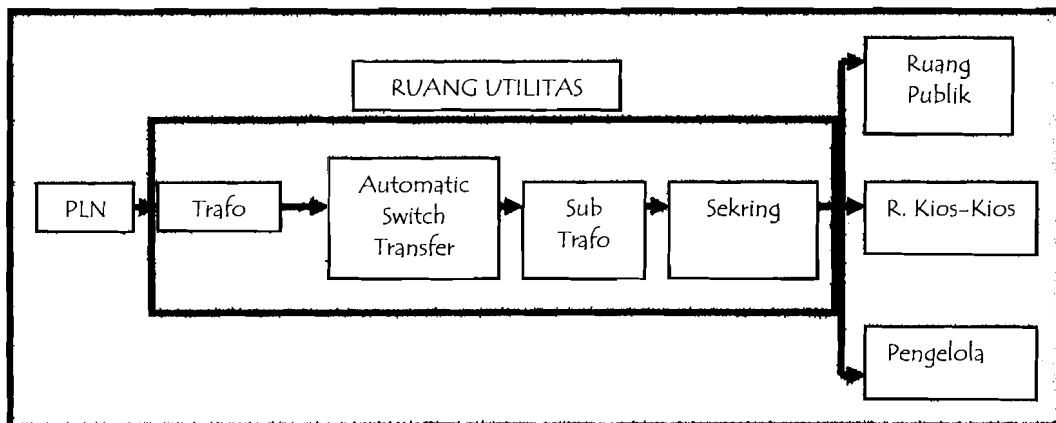 RUANG UTILITAS
PLN
Trafo
Automatic
Switch
Transfer
Sub
Trafo
Sekring
Ruang
Publik
R. Kios-Kios
Pengelola